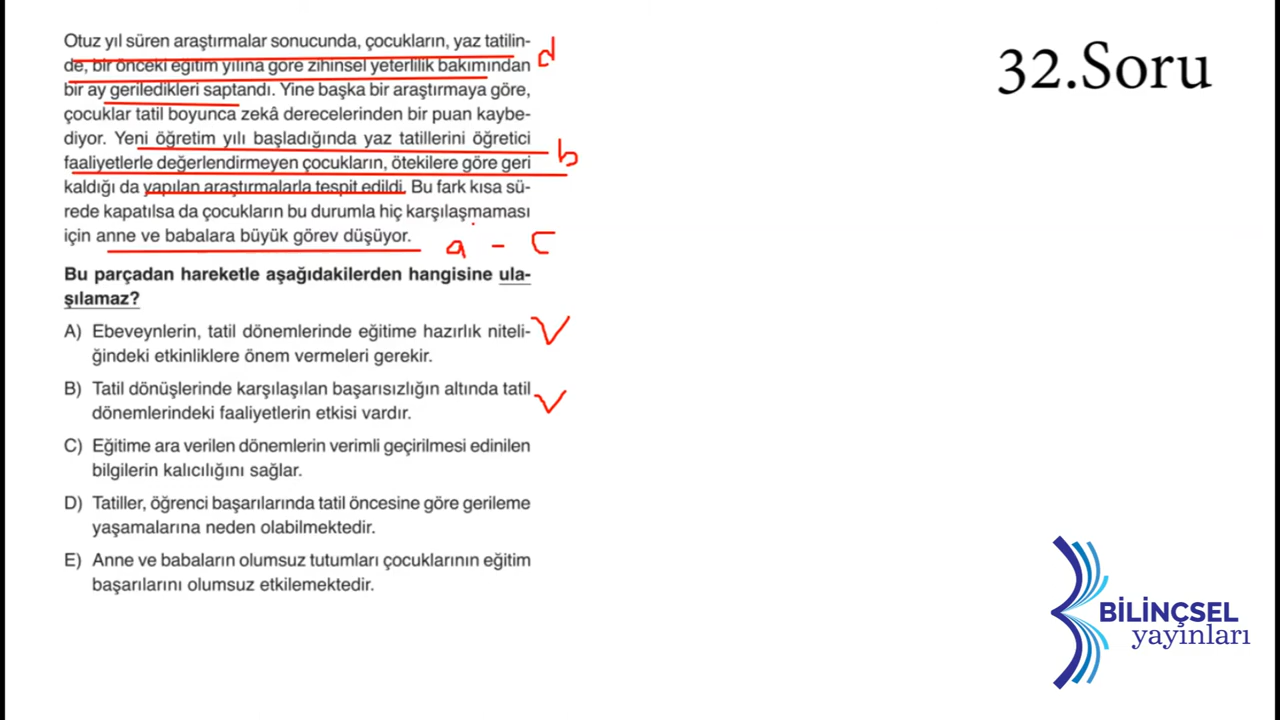 32.Soru
Otuz yıl süren araştırmalar sonucunda, çocukların, yaz tatilin-
de, bir önceki eğitim yılına göre zihinsel yeterlilik bakımından
d
bir ay geriledikleri saptandı. Yine başka bir araştırmaya göre,
çocuklar tatil boyunca zekâ derecelerinden bir puan kaybe-
diyor. Yeni öğretim yılı başladığında yaz tatillerini öğretici
faaliyetlerle değerlendirmeyen çocukların, ötekilere göre geri
b
kaldığı da yapılan araştırmalarla tespit edildi. Bu fark kısa sü-
rede kapatılsa da çocukların bu durumla hiç karşılaşmaması
için anne ve babalara büyük görev düşüyor.
a - c
Bu parçadan hareketle aşağıdakilerden hangisine ula-
şılamaz?
A) Ebeveynlerin, tatil dönemlerinde eğitime hazırlık niteli-
ğindeki etkinliklere önem vermeleri gerekir.
B) Tatil dönüşlerinde karşılaşılan başarısızlığın altında tatil
dönemlerindeki faaliyetlerin etkisi vardır.
C) Eğitime ara verilen dönemlerin verimli geçirilmesi edinilen
bilgilerin kalıcılığını sağlar.
D) Tatiller, öğrenci başarılarında tatil öncesine göre gerileme
yaşamalarına neden olabilmektedir.
E) Anne ve babaların olumsuz tutumları çocuklarının eğitim
başarılarını olumsuz etkilemektedir.
BİLİNÇSEL
yayınları